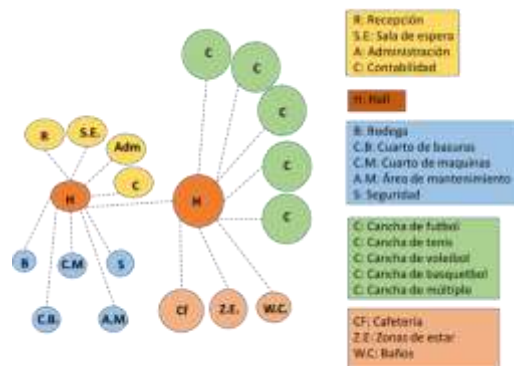 C
C
C
C
C
R
S.E.
Adm
C
H
H
B
C.M
S
C.B.
A.M
Cf
Z.E.
W.C.
R: Recepción
S.E: Sala de espera
A: Administración
C: Contabilidad
H: Hall
B: Bodega
C.B: Cuarto de basuras
C.M: Cuarto de maquinas
A.M: Área de mantenimiento
S: Seguridad
C: Cancha de futbol
C: Cancha de tenis
C: Cancha de voleibol
C: Cancha de basquetbol
C: Cancha de múltiple
CF: Cafetería
Z.E: Zonas de estar
W.C: Baños